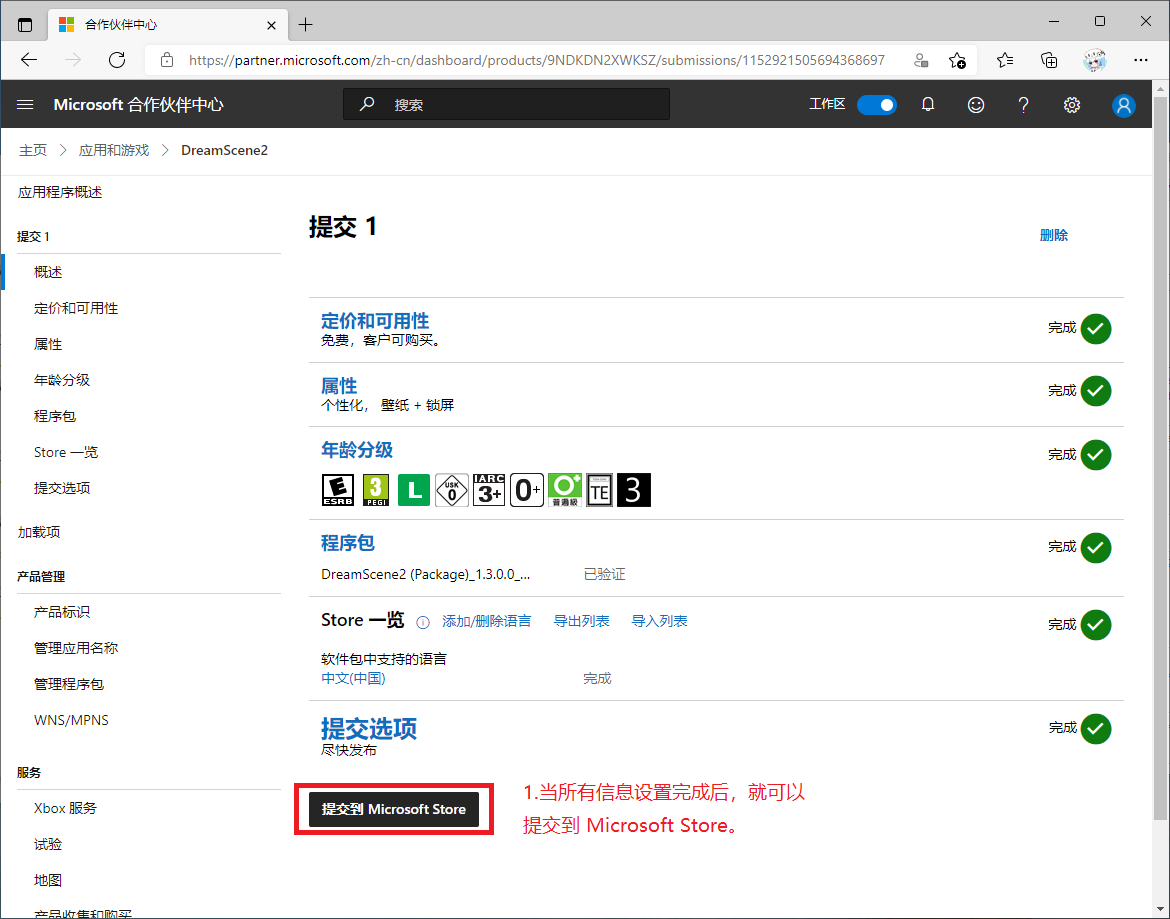 合作伙伴中心
https://partner.microsoft.com/zh-cn/dashboard/products/9NDKDN2XWKSZ/submissions/1152921505694368697
Microsoft 合作伙伴中心
搜索
工作区
主页
应用和游戏
DreamScene2
应用程序概述
提交 1
概述
定价和可用性
属性
年龄分级
程序包
Store 一览
提交选项
加载项
产品管理
产品标识
管理应用名称
管理程序包
WNS/MPNS
服务
Xbox 服务
试验
地图
产品收集和购买
提交 1
删除
定价和可用性
免费，客户可购买。
完成
属性
个性化， 壁纸 + 锁屏
完成
年龄分级
完成
E
ESRB
3
PEGI
L
USK
0
IARC
3+
0+
O+
普遍級
TE
3
程序包
完成
DreamScene2 (Package)_1.3.0.0_...
已验证
Store 一览
添加/删除语言
导出列表
导入列表
完成
软件包中支持的语言
中文(中国)
完成
提交选项
尽快发布
完成
提交到 Microsoft Store
1.当所有信息设置完成后，就可以
提交到 Microsoft Store。